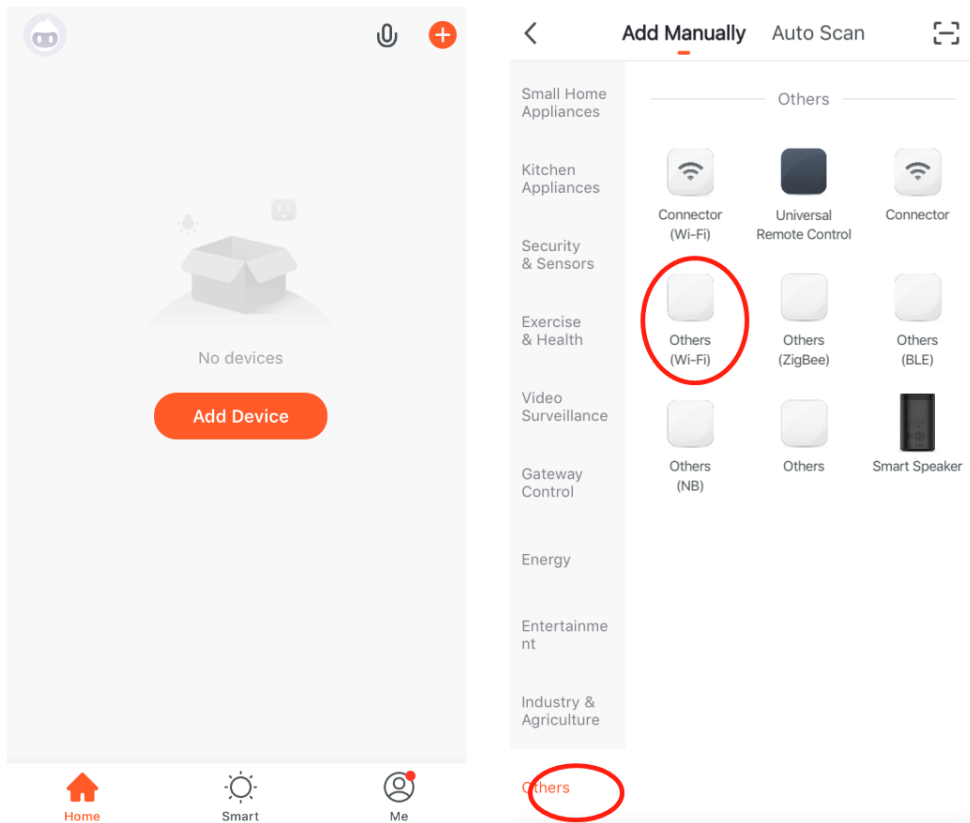 No devices
Add Device
Home
Smart
Me
Add Manually
Auto Scan
Small Home
Appliances
Kitchen
Appliances
Security
& Sensors
Exercise
& Health
Video
Surveillance
Gateway
Control
Energy
Entertainme
nt
Industry &
Agriculture
Others
Others
Connector
(Wi-Fi)
Universal
Remote Control
Connector
Others
(Wi-Fi)
Others
(ZigBee)
Others
(BLE)
Others
(NB)
Others
Smart Speaker